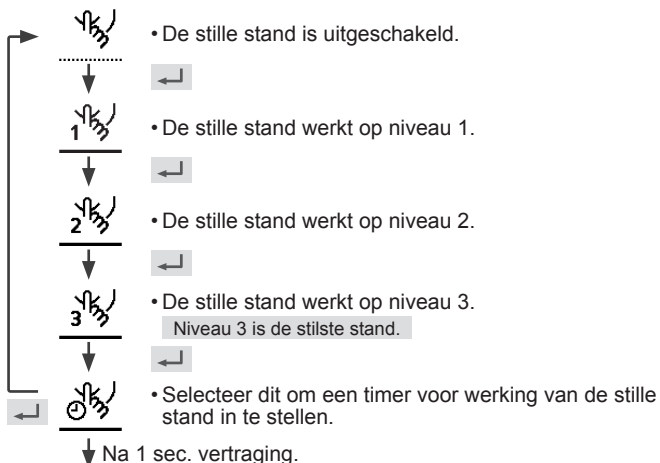 • De stille stand is uitgeschakeld.
1
• De stille stand werkt op niveau 1.
2
• De stille stand werkt op niveau 2.
3
• De stille stand werkt op niveau 3.
Niveau 3 is de stilste stand.
• Selecteer dit om een timer voor werking van de stille
stand in te stellen.
Na 1 sec. vertraging.